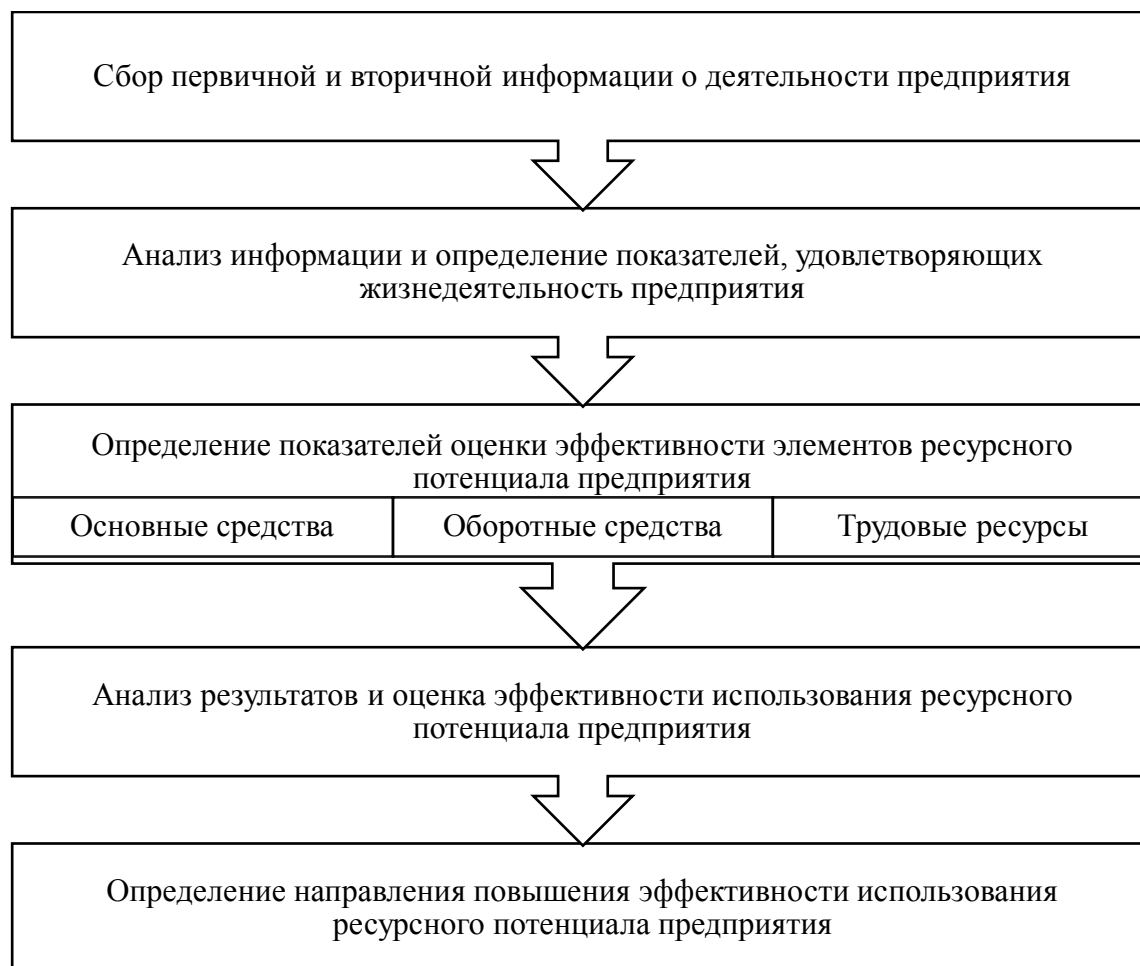 Сбор первичной и вторичной информации о деятельности предприятия
Анализ информации и определение показателей, удовлетворяющих
жизнедеятельность предприятия
Определение показателей оценки эффективности элементов ресурсного
потенциала предприятия
Основные средства
Оборотные средства
Трудовые ресурсы
Анализ результатов и оценка эффективности использования ресурсного
потенциала предприятия
Определение направления повышения эффективности использования
ресурсного потенциала предприятия